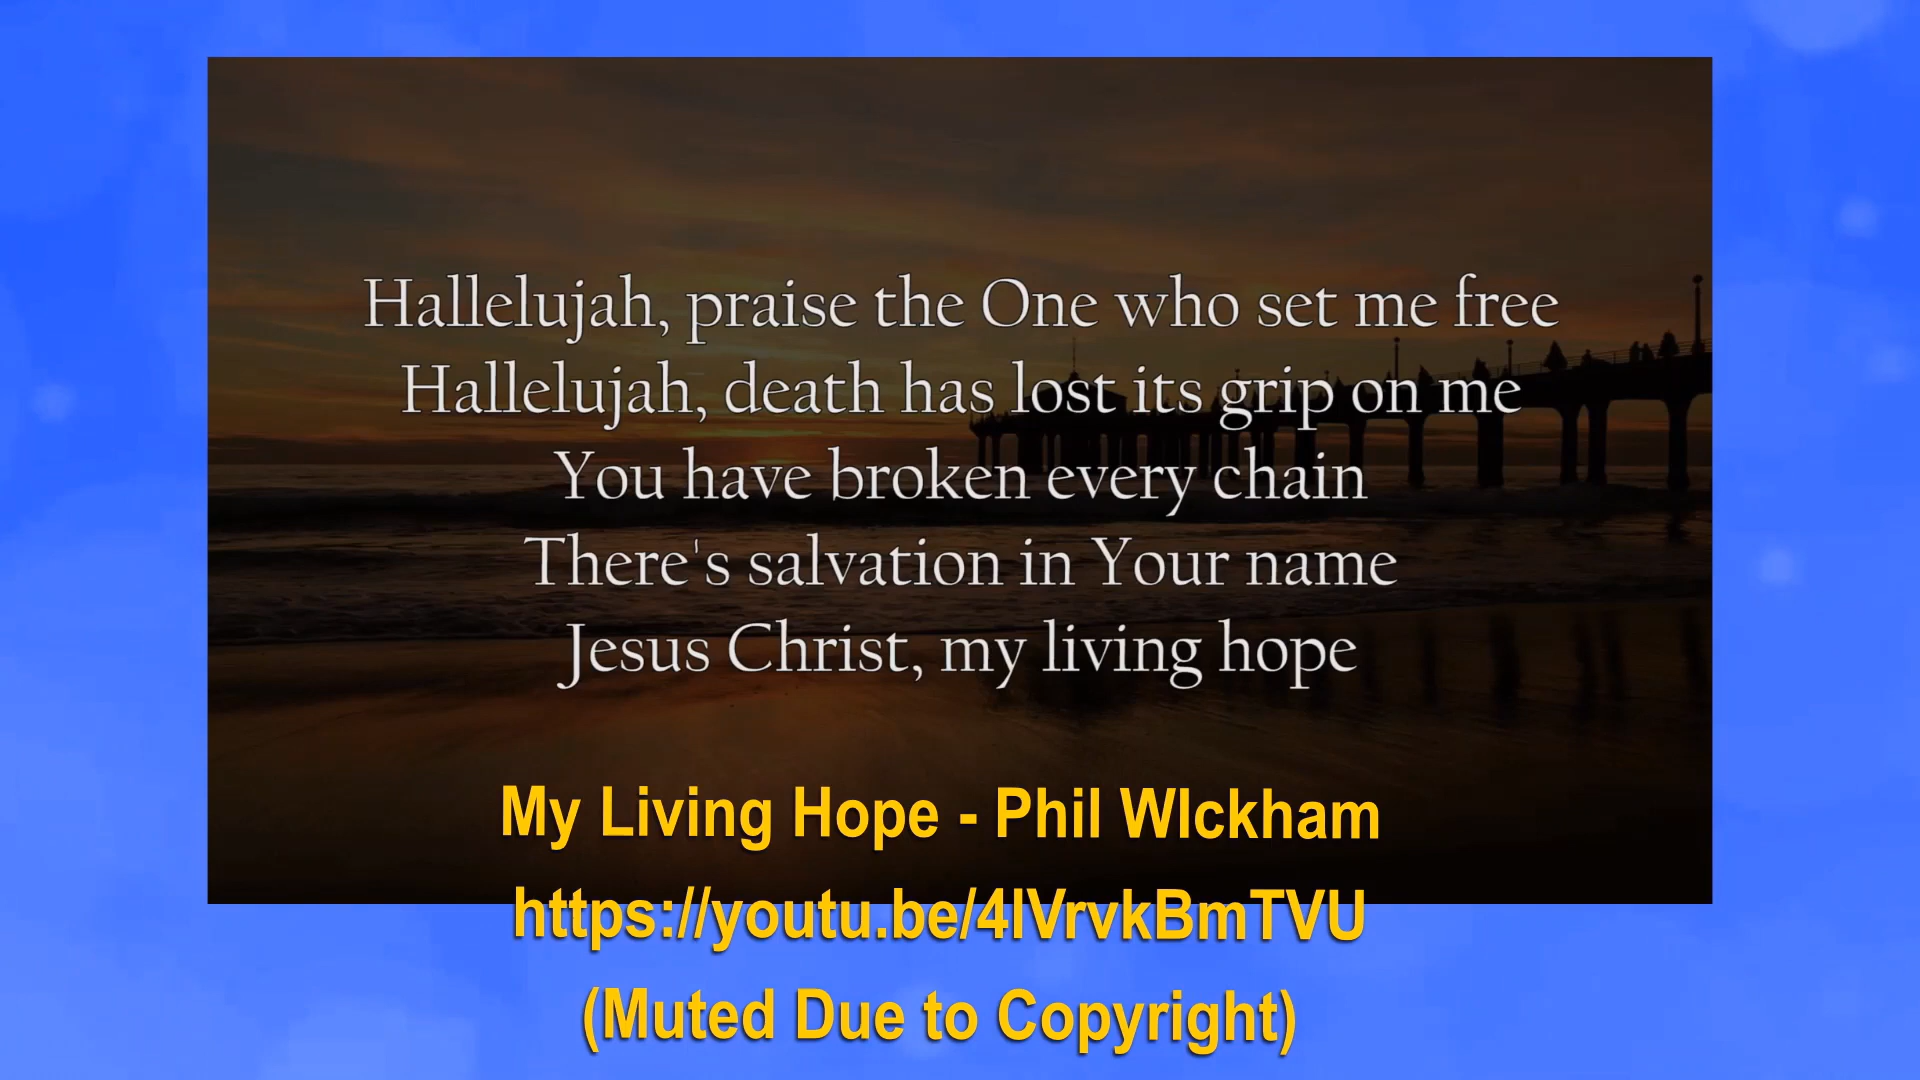 Hallelujah, praise the One who set me free
Hallelujah, death has lost its grip on me
You have broken every chain
There's salvation in Your name
Jesus Christ, my living hope
My Living Hope - Phil WIckham
https://youtu.be/4IVrvkBmTVU
(Muted Due to Copyright)